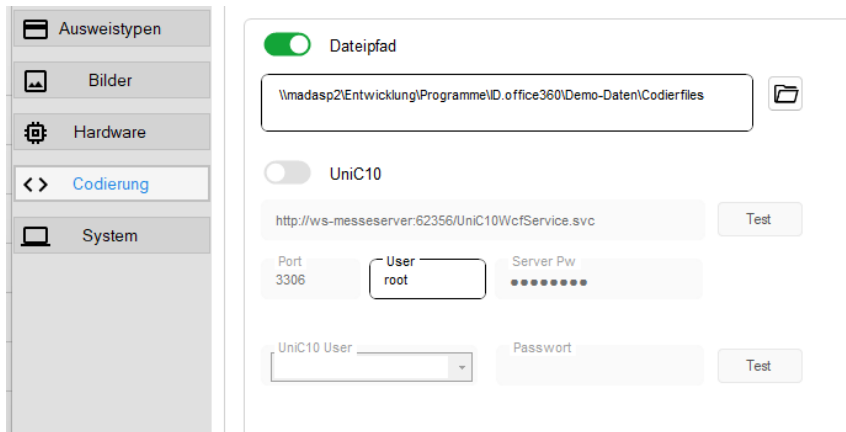 Ausweistypen
Bilder
Hardware
Codierung
System
Dateipfad
\\madasp2\Entwicklung\Programme\ID.office360\Demo-Daten\Codierfiles
UniC10
http://ws-messeserver:62356/UniC10WcfService.svc
Test
Port
3306
User
root
Server Pw
●●●●●●●●
UniC10 User
Passwort
Test